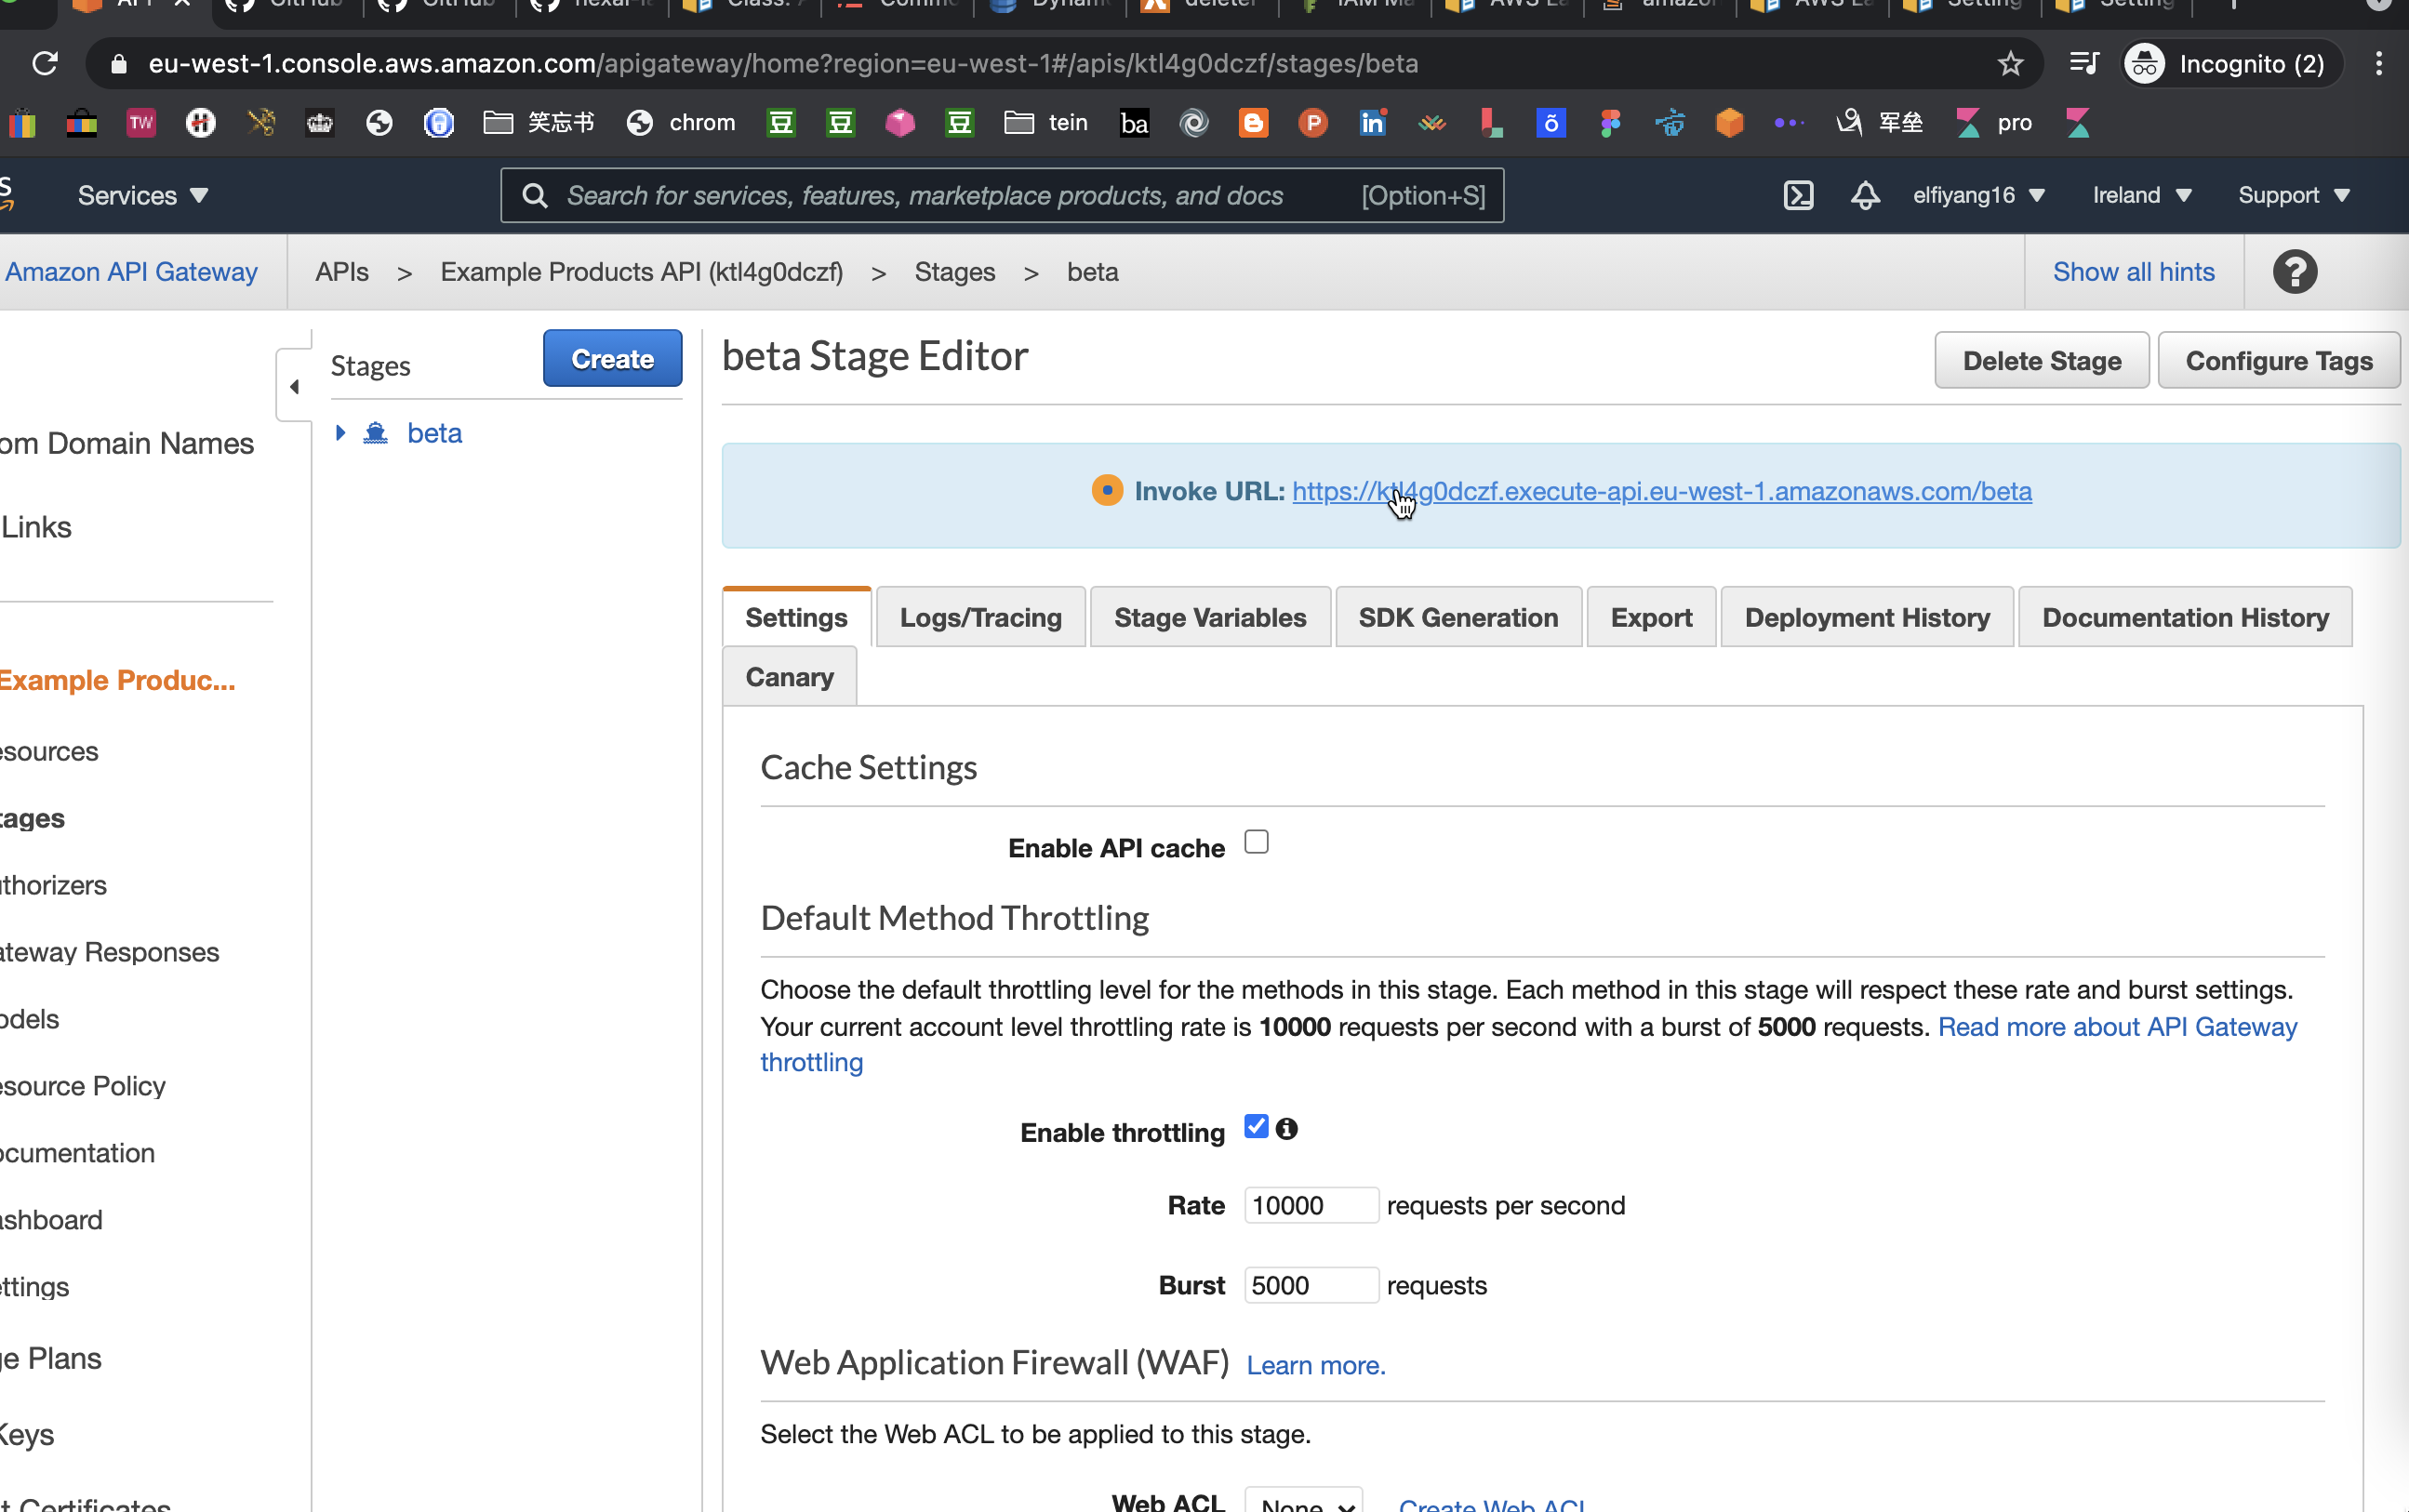 eu-west-1.console.aws.amazon.com/apigateway/home?region=eu-west-1#/apis/ktl4g0dczf/stages/beta
Incognito (2)
TW
笑忘书
chrom
豆
豆
豆
tein
ba
P
in
õ
军垒
pro
Services
Search for services, features, marketplace products, and docs
[Option+S]
elfiyang16
Ireland
Support
Amazon API Gateway
APIs > Example Products API (ktl4g0dczf) > Stages > beta
Show all hints
om Domain Names
Links
Example Produc...
esources
tages
uthorizers
ateway Responses
odels
esource Policy
ocumentation
ashboard
ettings
ge Plans
Keys
t Certificates
Stages
Create
beta
beta Stage Editor
Delete Stage
Configure Tags
Invoke URL: https://ktl4g0dczf.execute-api.eu-west-1.amazonaws.com/beta
Settings
Logs/Tracing
Stage Variables
SDK Generation
Export
Deployment History
Documentation History
Canary
Cache Settings
Enable API cache
Default Method Throttling
Choose the default throttling level for the methods in this stage. Each method in this stage will respect these rate and burst settings.
Your current account level throttling rate is 10000 requests per second with a burst of 5000 requests. Read more about API Gateway
throttling
Enable throttling
Rate 10000 requests per second
Burst 5000 requests
Web Application Firewall (WAF) Learn more.
Select the Web ACL to be applied to this stage.
Web ACL None Create Web ACL